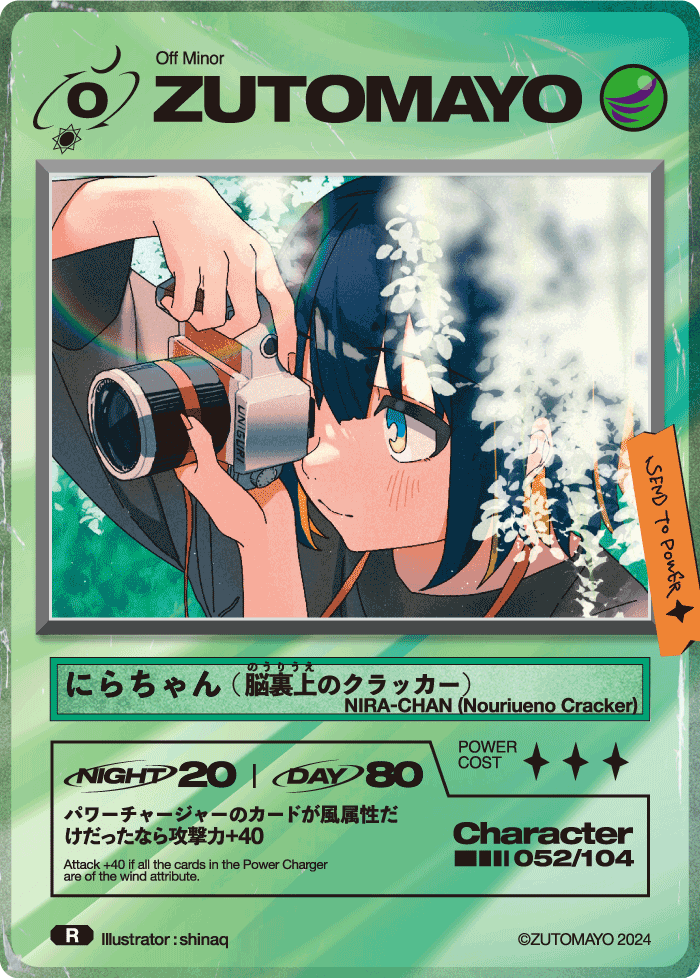 Off Minor
O ZUTOMAYO
UNIGURI
SEND TO POWER
のうりうえ
にらちゃん（脳裏上のクラッカー）
NIRA-CHAN (Nouriueno Cracker)
NIGHT 20 | DAY 80
POWER
COST
パワーチャージャーのカードが風属性だ
けだったなら攻撃力+40
Attack +40 if all the cards in the Power Charger
are of the wind attribute.
Character
052/104
R Illustrator : shinaq
©ZUTOMAYO 2024